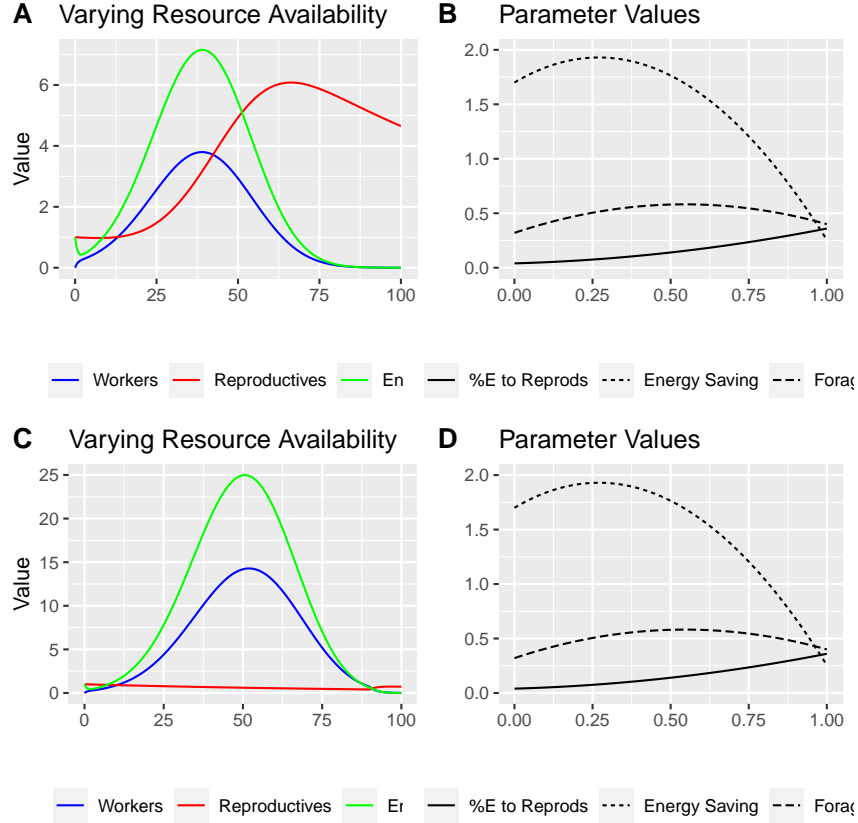 A Varying Resource Availability
B Parameter Values
Value
6
4
2
0
0 25 50 75 100
2.0
1.5
1.0
0.5
0.0
0.00 0.25 0.50 0.75 1.00
Workers Reproductives En
%E to Reprods Energy Saving Forag
C Varying Resource Availability
D Parameter Values
Value
25
20
15
10
5
0
0 25 50 75 100
2.0
1.5
1.0
0.5
0.0
0.00 0.25 0.50 0.75 1.00
Workers Reproductives
%E to Reprods Energy Saving Forag